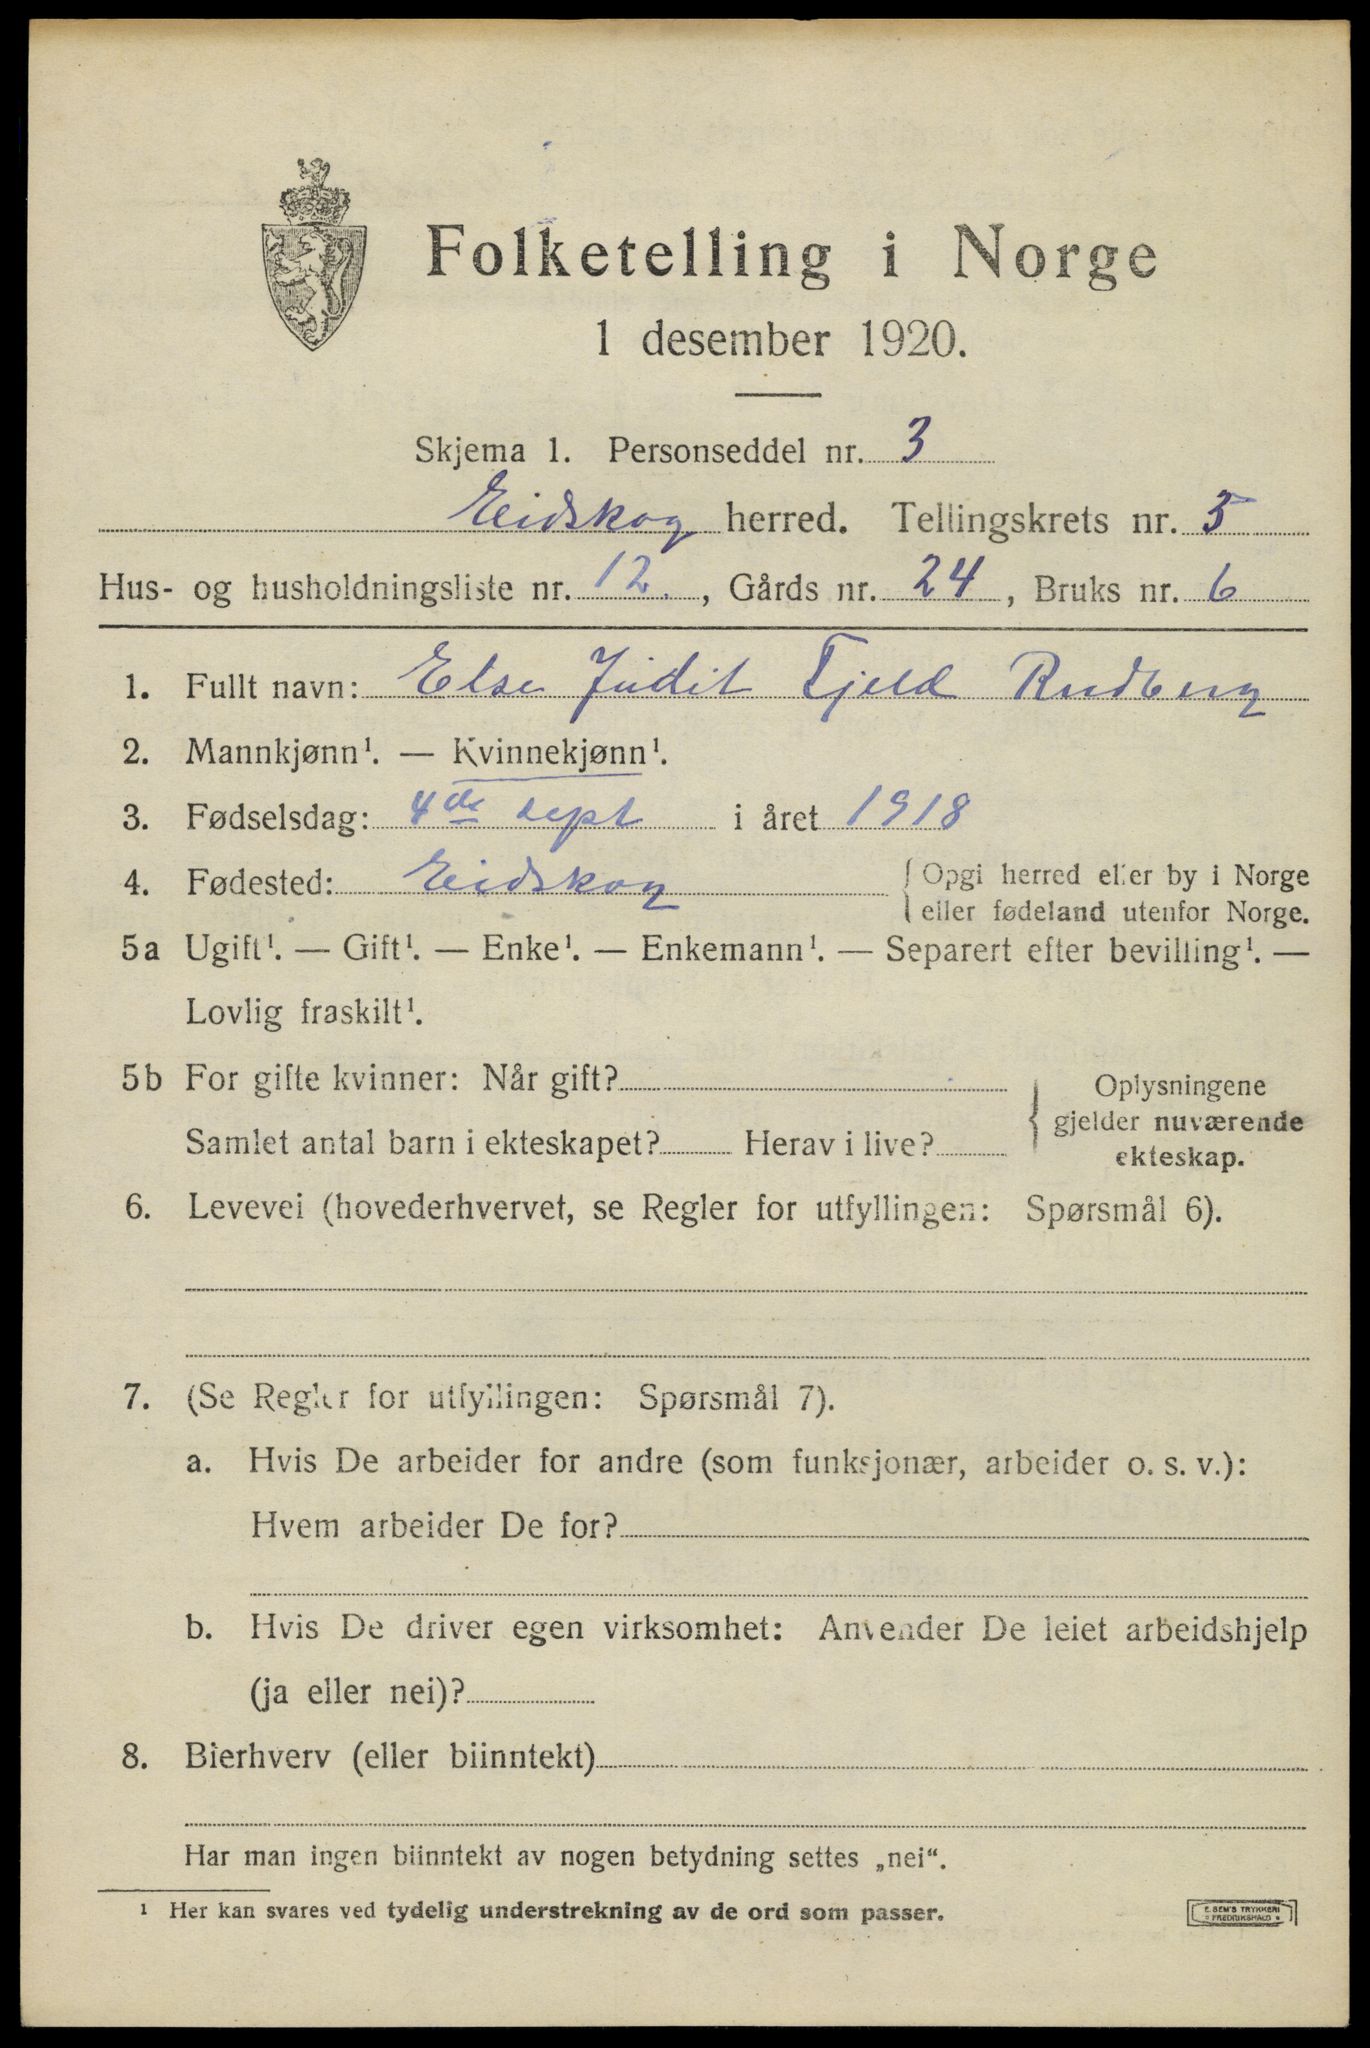 Folketelling i Norge
1 desember 1920.
Skjema 1. Personseddel nr. 3
Eidskog herred. Tellingskrets nr. 5
Hus- og husholdningsliste nr. 12., Gårds nr. 24, Bruks nr. 6
1. Fullt navn: Else Judit Fjeld Rudberg
2. Mannkjønn¹. — Kvinnekjønn¹.
3. Fødselsdag: 4de sept i året 1918
4. Fødested: Eidskog { Opgi herred eller by i Norge
eller fødeland utenfor Norge.
5a Ugift¹. — Gift¹. — Enke¹. — Enkemann¹. — Separert efter bevilling¹. —
Lovlig fraskilt¹.
5b For gifte kvinner: Når gift? } Oplysningene
gjelder nuværende
Samlet antal barn i ekteskapet? Herav i live?
ekteskap.
6. Levevei (hovederhvervet, se Regler for utfyllingen: Spørsmål 6).
7. (Se Regler for utfyllingen: Spørsmål 7).
a. Hvis De arbeider for andre (som funksjonær, arbeider o. s. v.):
Hvem arbeider De for?
b. Hvis De driver egen virksomhet: Anvender De leiet arbeidshjelp
(ja eller nei)?
8. Bierhverv (eller biinntekt)
Har man ingen biinntekt av nogen betydning settes „nei“.
¹ Her kan svares ved tydelig understrekning av de ord som passer.
E. SEM'S TRYKKERI
• FREDRIKSHALD •